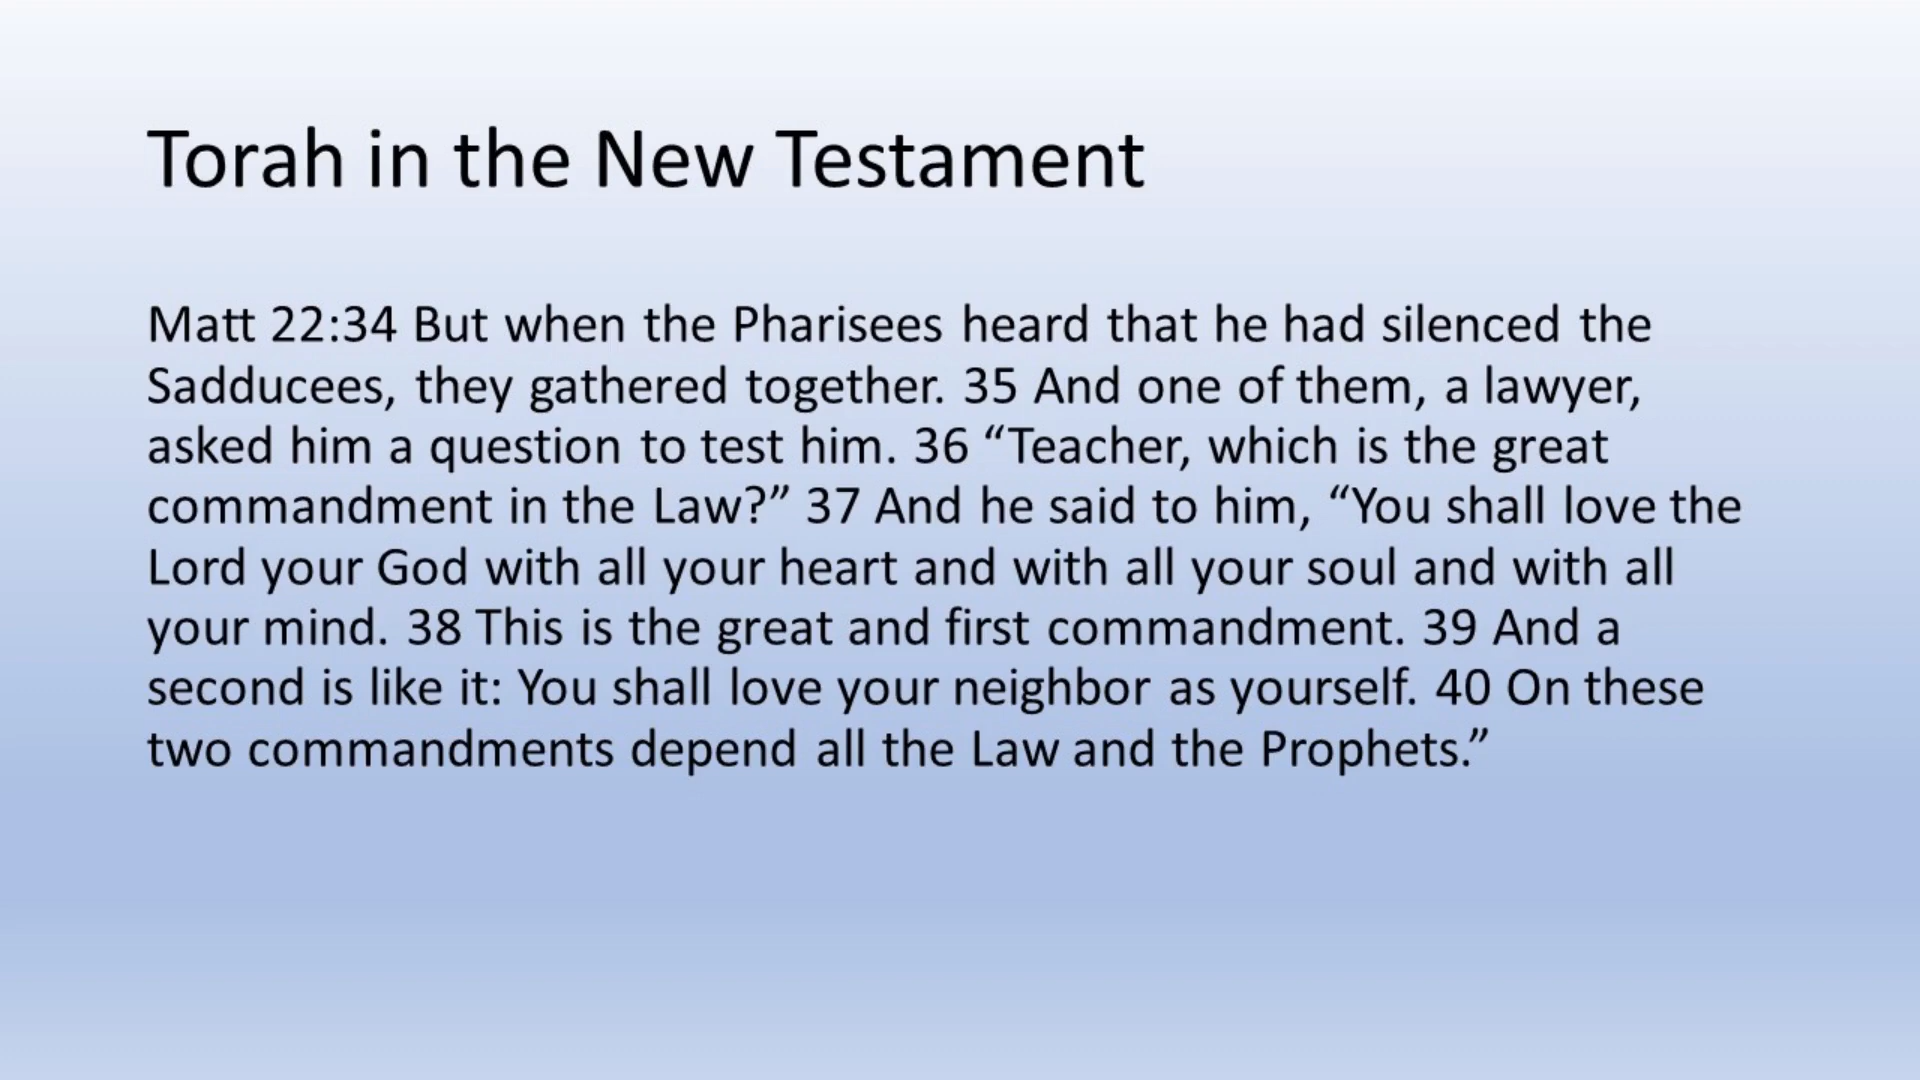 Torah in the New Testament
Matt 22:34 But when the Pharisees heard that he had silenced the
Sadducees, they gathered together. 35 And one of them, a lawyer,
asked him a question to test him. 36 “Teacher, which is the great
commandment in the Law?” 37 And he said to him, “You shall love the
Lord your God with all your heart and with all your soul and with all
your mind. 38 This is the great and first commandment. 39 And a
second is like it: You shall love your neighbor as yourself. 40 On these
two commandments depend all the Law and the Prophets.”